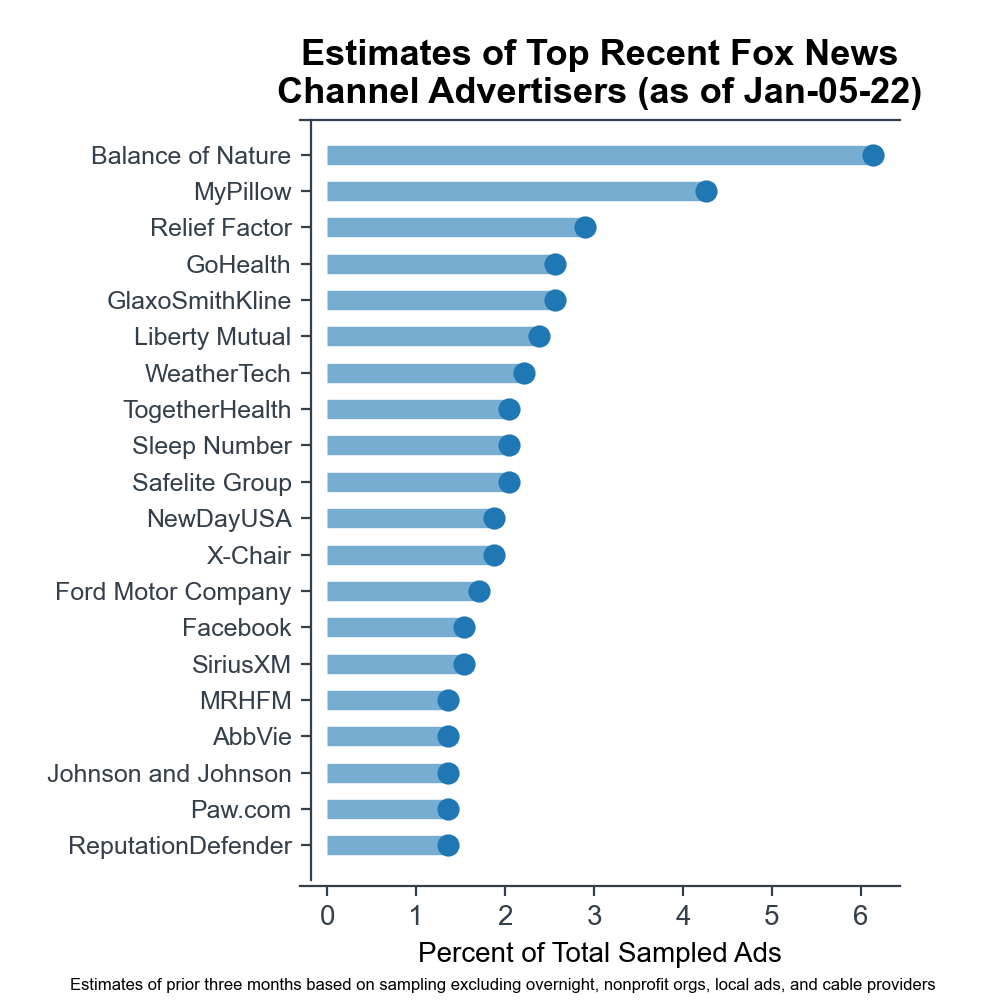 Estimates of Top Recent Fox News
Channel Advertisers (as of Jan-05-22)
Balance of Nature
MyPillow
Relief Factor
GoHealth
GlaxoSmithKline
Liberty Mutual
WeatherTech
TogetherHealth
Sleep Number
Safelite Group
NewDayUSA
X-Chair
Ford Motor Company
Facebook
SiriusXM
MRHFM
AbbVie
Johnson and Johnson
Paw.com
ReputationDefender
0 1 2 3 4 5 6
Percent of Total Sampled Ads
Estimates of prior three months based on sampling excluding overnight, nonprofit orgs, local ads, and cable providers